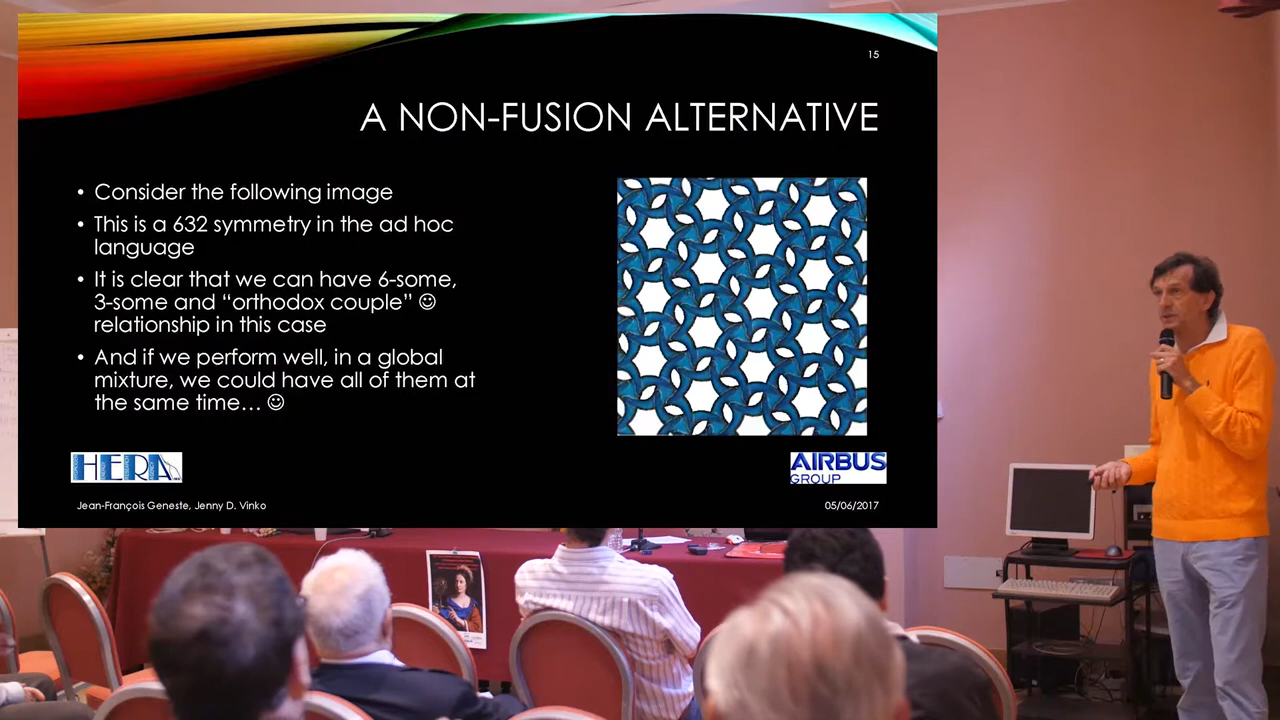 15
A NON-FUSION ALTERNATIVE
• Consider the following image
• This is a 632 symmetry in the ad hoc
language
• It is clear that we can have 6-some,
3-some and “orthodox couple” ☺
relationship in this case
• And if we perform well, in a global
mixture, we could have all of them at
the same time... ☺
HERA
AIRBUS
GROUP
Jean-François Geneste, Jenny D. Vinko
05/06/2017